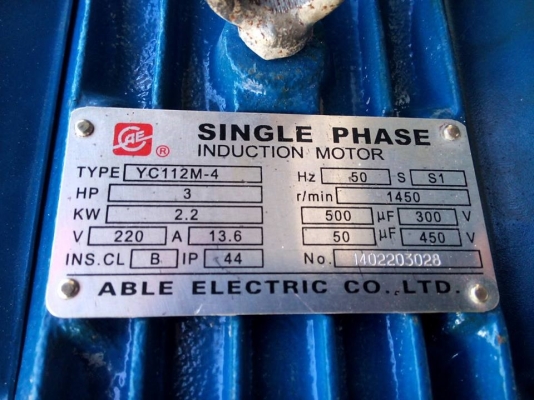 AE ®
SINGLE PHASE
INDUCTION MOTOR
TYPE YC112M-4 Hz 50 S S1
HP 3 r/min 1450
KW 2.2 500 µF 300 V
V 220 A 13.6 50 µF 450 V
INS.CL B IP 44 No. 1402203028
ABLE ELECTRIC CO.,LTD.